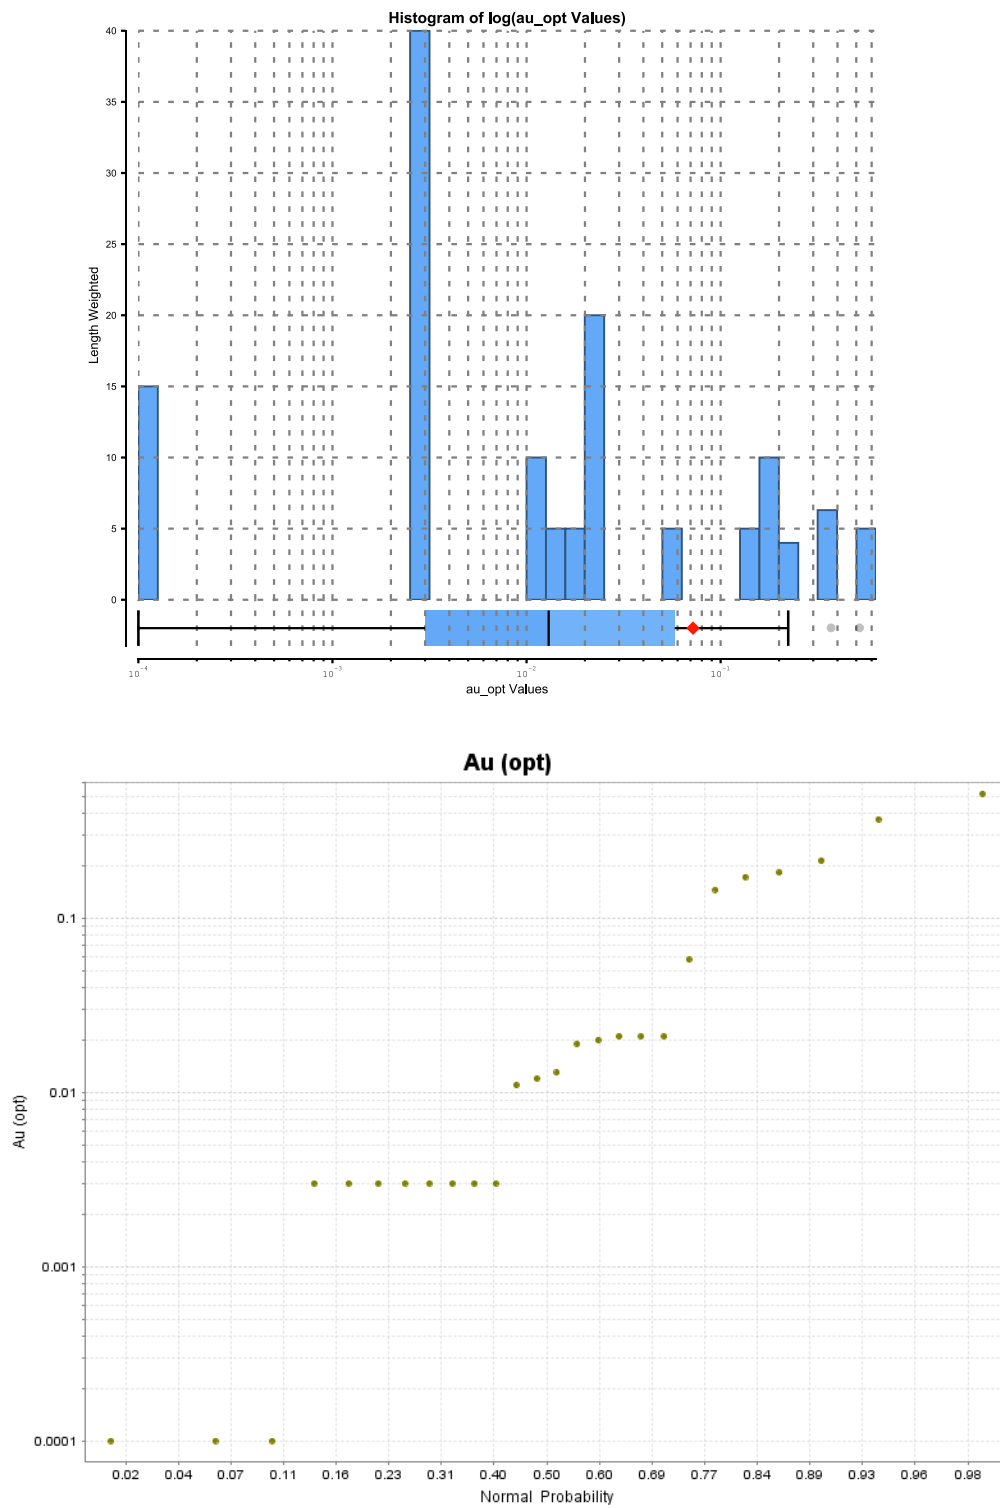 Histogram of log(au_opt Values)
40
35
30
25
20
15
10
5
0
Length Weighted
10⁻⁴ 10⁻³ 10⁻² 10⁻¹
au_opt Values
Au (opt)
0.1
0.01
0.001
0.0001
Au (opt)
0.02 0.04 0.07 0.11 0.16 0.23 0.31 0.40 0.50 0.60 0.69 0.77 0.84 0.89 0.93 0.96 0.98
Normal Probability